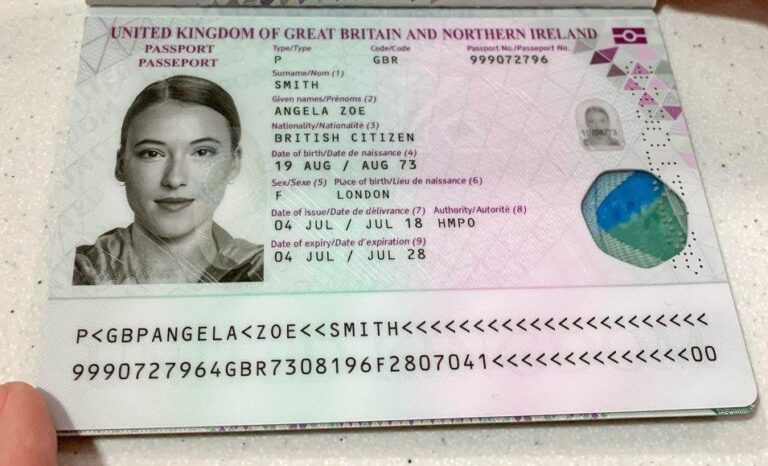 UNITED KINGDOM OF GREAT BRITAIN AND NORTHERN IRELAND
PASSPORT
PASSEPORT
Type/Type Code/Code Passport No./Passeport No.
P GBR 999072796
Surname/Nom (1)
SMITH
Given names/Prénoms (2)
ANGELA ZOE
Nationality/Nationalité (3)
BRITISH CITIZEN
Date of birth/Date de naissance (4)
19 AUG / AUG 73
Sex/Sexe (5) Place of birth/Lieu de naissance (6)
F LONDON
Date of issue/Date de délivrance (7) Authority/Autorité (8)
04 JUL / JUL 18 HMPO
Date of expiry/Date d'expiration (9)
04 JUL / JUL 28
P<GBPANGELA<ZOE<<SMITH<<<<<<<<<<<<<<<<<<<<<<
9990727964GBR7308196F2807041<<<<<<<<<<<<<<00